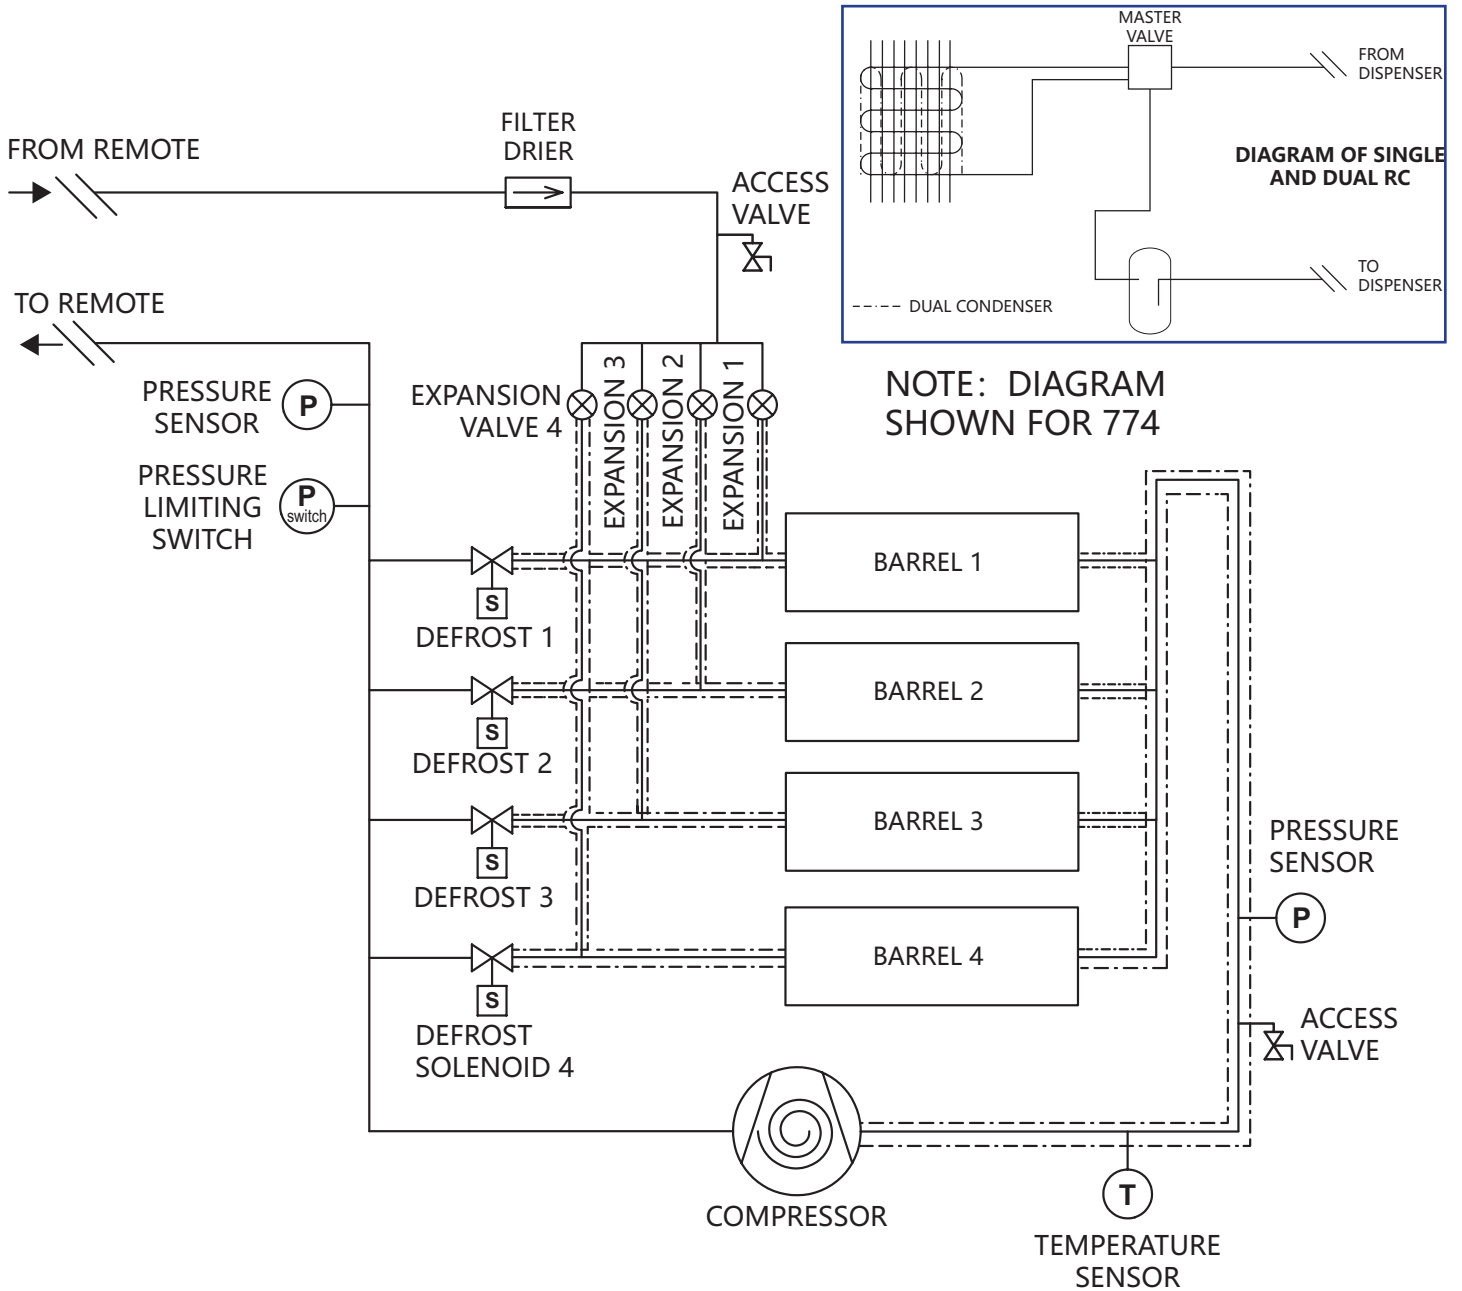 MASTER
VALVE
FROM
DISPENSER
DIAGRAM OF SINGLE
AND DUAL RC
TO
DISPENSER
DUAL CONDENSER
FROM REMOTE
FILTER
DRIER
ACCESS
VALVE
TO REMOTE
NOTE: DIAGRAM
SHOWN FOR 774
PRESSURE
SENSOR
P
EXPANSION
VALVE 4
EXPANSION 3
EXPANSION 2
EXPANSION 1
PRESSURE
LIMITING
SWITCH
P
switch
BARREL 1
S
DEFROST 1
BARREL 2
S
DEFROST 2
BARREL 3
S
DEFROST 3
PRESSURE
SENSOR
P
BARREL 4
S
DEFROST
SOLENOID 4
ACCESS
VALVE
COMPRESSOR
T
TEMPERATURE
SENSOR